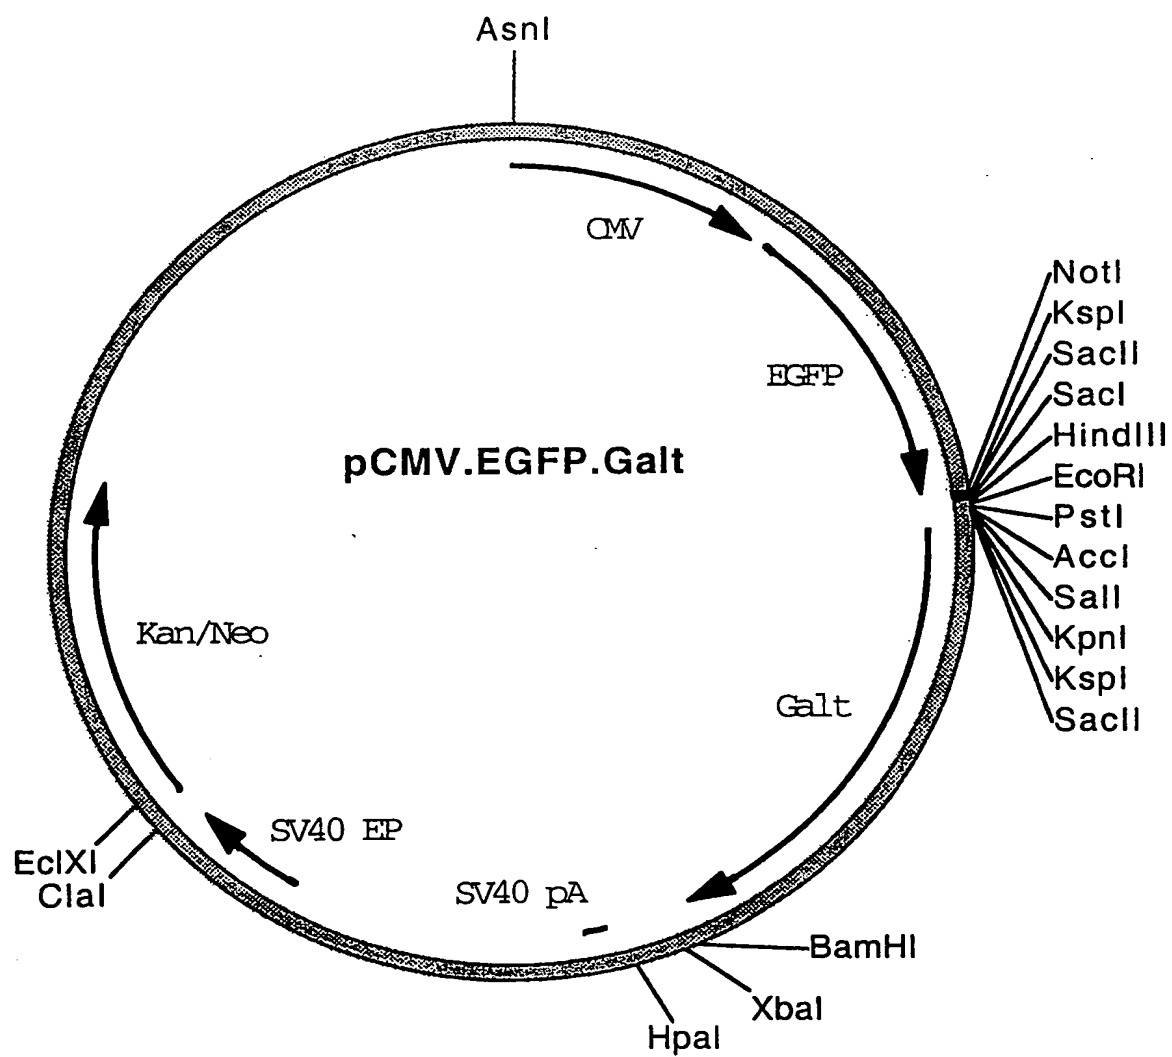 AsnI
CMV
NotI
KspI
SacII
SacI
EGFP
HindIII
pCMV.EGFP.Galt
EcoRI
PstI
AccI
SalI
Kan/Neo
KpnI
KspI
Galt
SacII
SV40 EP
EclXI
ClaI
SV40 pA
BamHI
XbaI
HpaI